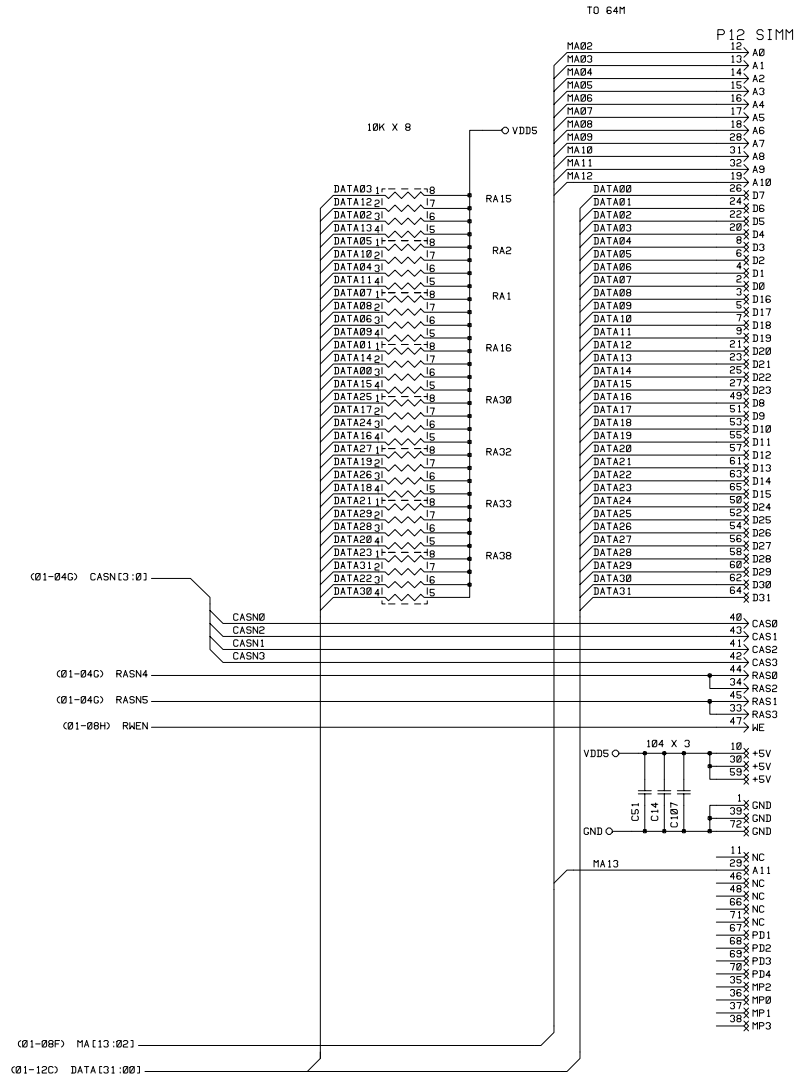 TO 64M
P12 SIMM
MA02 12 A0
MA03 13 A1
MA04 14 A2
MA05 15 A3
MA06 16 A4
MA07 17 A5
MA08 18 A6
MA09 28 A7
MA10 31 A8
MA11 32 A9
MA12 19 A10
10K X 8
VDD5
DATA03 1 8
DATA12 2 7
DATA02 3 6
DATA13 4 5
RA15
DATA05 1 8
DATA10 2 7
DATA04 3 6
DATA11 4 5
RA2
DATA07 1 8
DATA08 2 7
DATA06 3 6
DATA09 4 5
RA1
DATA01 1 8
DATA14 2 7
DATA00 3 6
DATA15 4 5
RA16
DATA25 1 8
DATA17 2 7
DATA24 3 6
DATA16 4 5
RA30
DATA27 1 8
DATA19 2 7
DATA26 3 6
DATA18 4 5
RA32
DATA21 1 8
DATA29 2 7
DATA28 3 6
DATA20 4 5
RA33
DATA23 1 8
DATA31 2 7
DATA22 3 6
DATA30 4 5
RA38
DATA00 26 D7
DATA01 24 D6
DATA02 22 D5
DATA03 20 D4
DATA04 8 D3
DATA05 6 D2
DATA06 4 D1
DATA07 2 D0
DATA08 3 D16
DATA09 5 D17
DATA10 7 D18
DATA11 9 D19
DATA12 21 D20
DATA13 23 D21
DATA14 25 D22
DATA15 27 D23
DATA16 49 D8
DATA17 51 D9
DATA18 53 D10
DATA19 55 D11
DATA20 57 D12
DATA21 61 D13
DATA22 63 D14
DATA23 65 D15
DATA24 50 D24
DATA25 52 D25
DATA26 54 D26
DATA27 56 D27
DATA28 58 D28
DATA29 60 D29
DATA30 62 D30
DATA31 64 D31
(01-04G) CASN[3:0]
CASN0 40 CAS0
CASN2 43 CAS1
CASN1 41 CAS2
CASN3 42 CAS3
(01-04G) RASN4 44 RAS0
34 RAS2
(01-04G) RASN5 45 RAS1
33 RAS3
(01-08H) RWEN 47 WE
VDD5 104 X 3 10 +5V
30 +5V
59 +5V
C51 C14 C107
1 GND
39 GND
GND 72 GND
11 NC
MA13 29 A11
46 NC
48 NC
66 NC
71 NC
67 PD1
68 PD2
69 PD3
70 PD4
35 MP2
36 MP0
37 MP1
38 MP3
(01-08F) MA[13:02]
(01-12C) DATA[31:00]